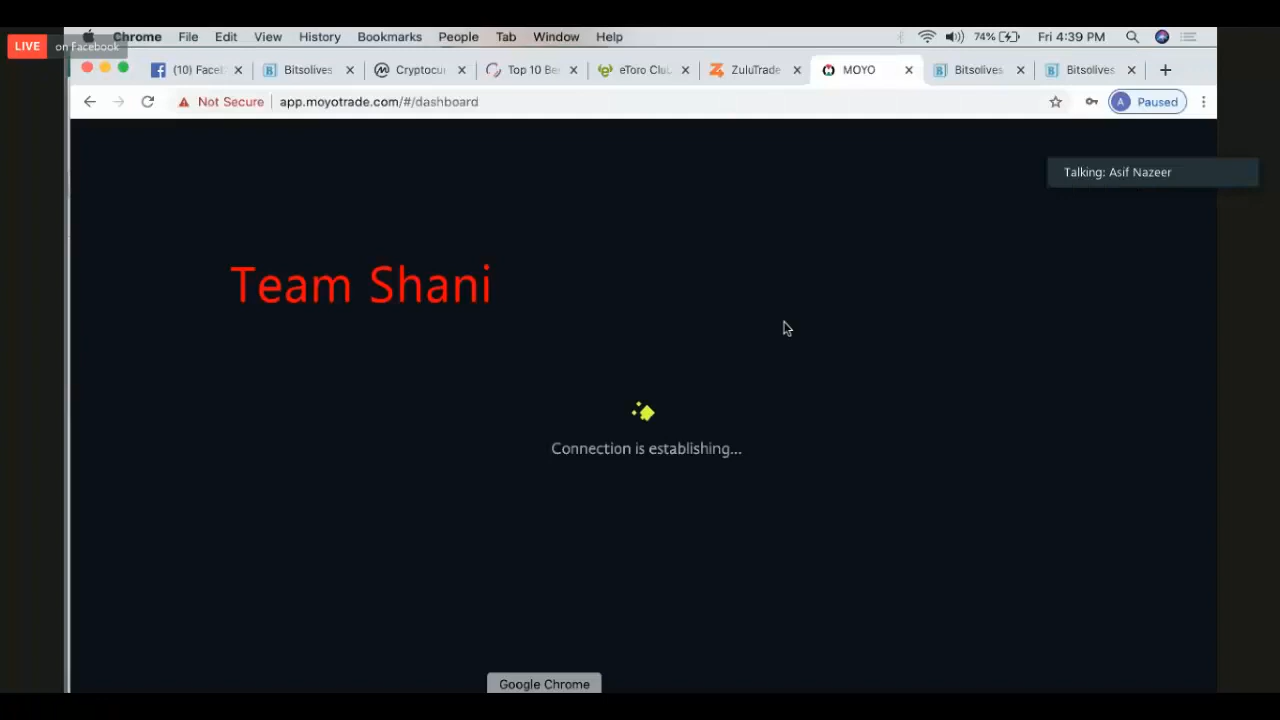 LIVE on Facebook
Chrome File Edit View History Bookmarks People Tab Window Help 74% Fri 4:39 PM
(10) Facel Bitsolives Cryptocur Top 10 Be eToro Clu ZuluTrade MOYO Bitsolives Bitsolives
Not Secure app.moyotrade.com/#/dashboard Paused
Talking: Asif Nazeer
Team Shani
Connection is establishing...
Google Chrome